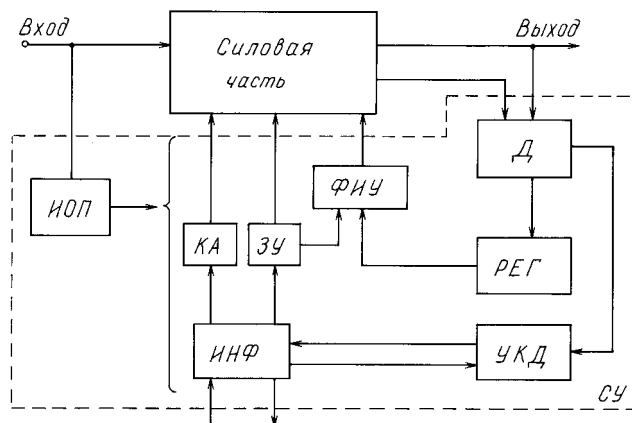 Вход
Силовая
часть
Выход
Д
ФИУ
ИОП
КА
ЗУ
РЕГ
ИНФ
УКД
СУ